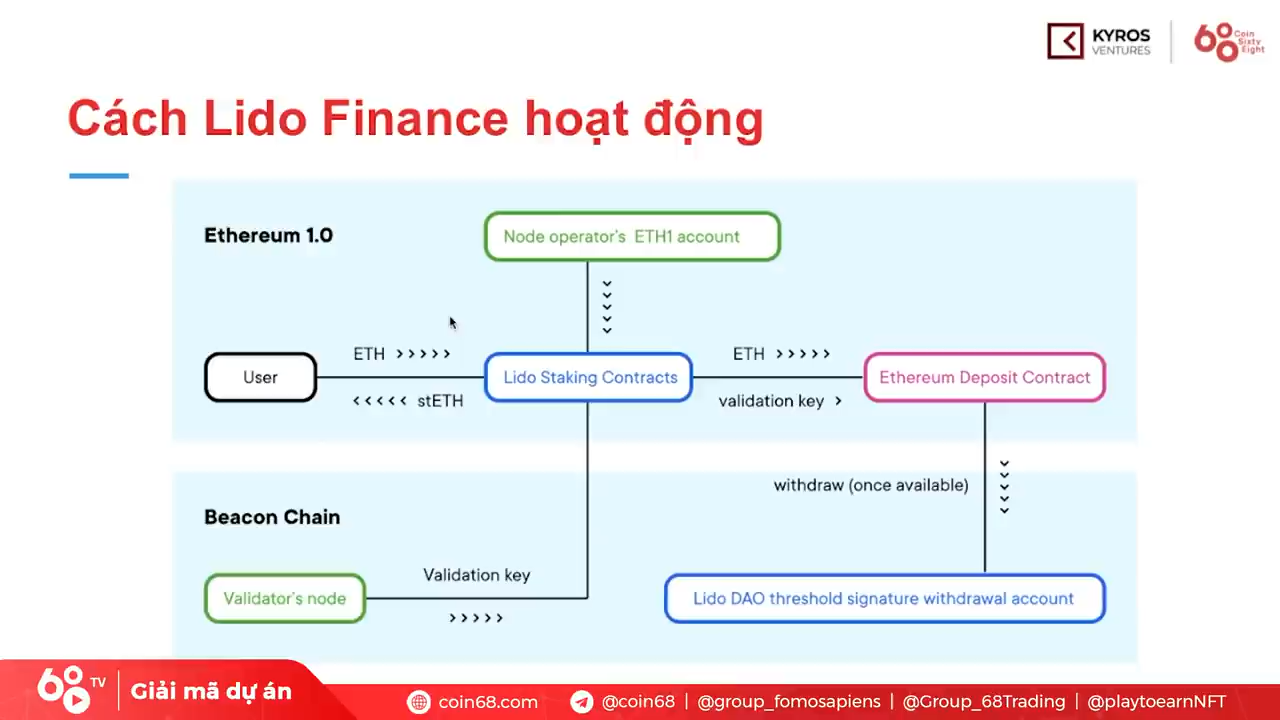 KYROS
VENTURES
68
Coin
Sixty
Eight
Cách Lido Finance hoạt động
Ethereum 1.0
Node operator's ETH1 account
ETH >>>>>
ETH >>>>>
User
Lido Staking Contracts
Ethereum Deposit Contract
<<<<< stETH
validation key >
withdraw (once available)
Beacon Chain
Validation key
Validator's node
>>>>>
Lido DAO threshold signature withdrawal account
68 TV
Giải mã dự án
coin68.com
@coin68 | @group_fomosapiens | @Group_68Trading | @playtoearnNFT